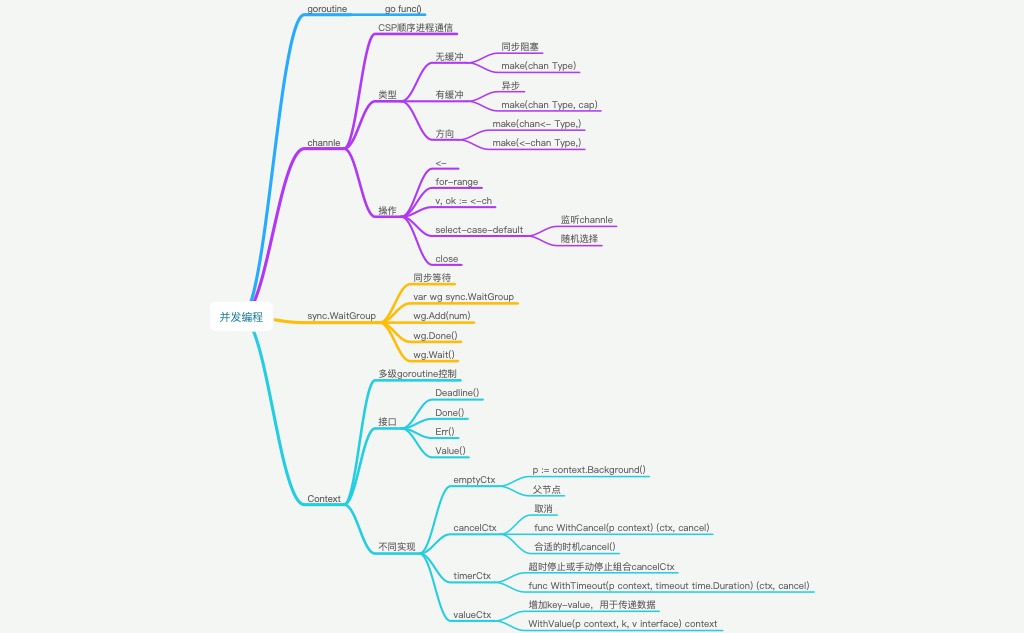 goroutine
go func()
CSP顺序进程通信
同步阻塞
无缓冲
make(chan Type)
异步
类型
有缓冲
make(chan Type, cap)
make(chan<- Type,)
方向
make(<-chan Type,)
channle
<-
for-range
v, ok := <-ch
操作
监听channle
select-case-default
随机选择
close
同步等待
var wg sync.WaitGroup
并发编程
sync.WaitGroup
wg.Add(num)
wg.Done()
wg.Wait()
多级goroutine控制
Deadline()
Done()
接口
Err()
Value()
p := context.Background()
emptyCtx
父节点
Context
取消
cancelCtx
func WithCancel(p context) (ctx, cancel)
合适的时机cancel()
不同实现
超时停止或手动停止组合cancelCtx
timerCtx
func WithTimeout(p context, timeout time.Duration) (ctx, cancel)
增加key-value，用于传递数据
valueCtx
WithValue(p context, k, v interface) context